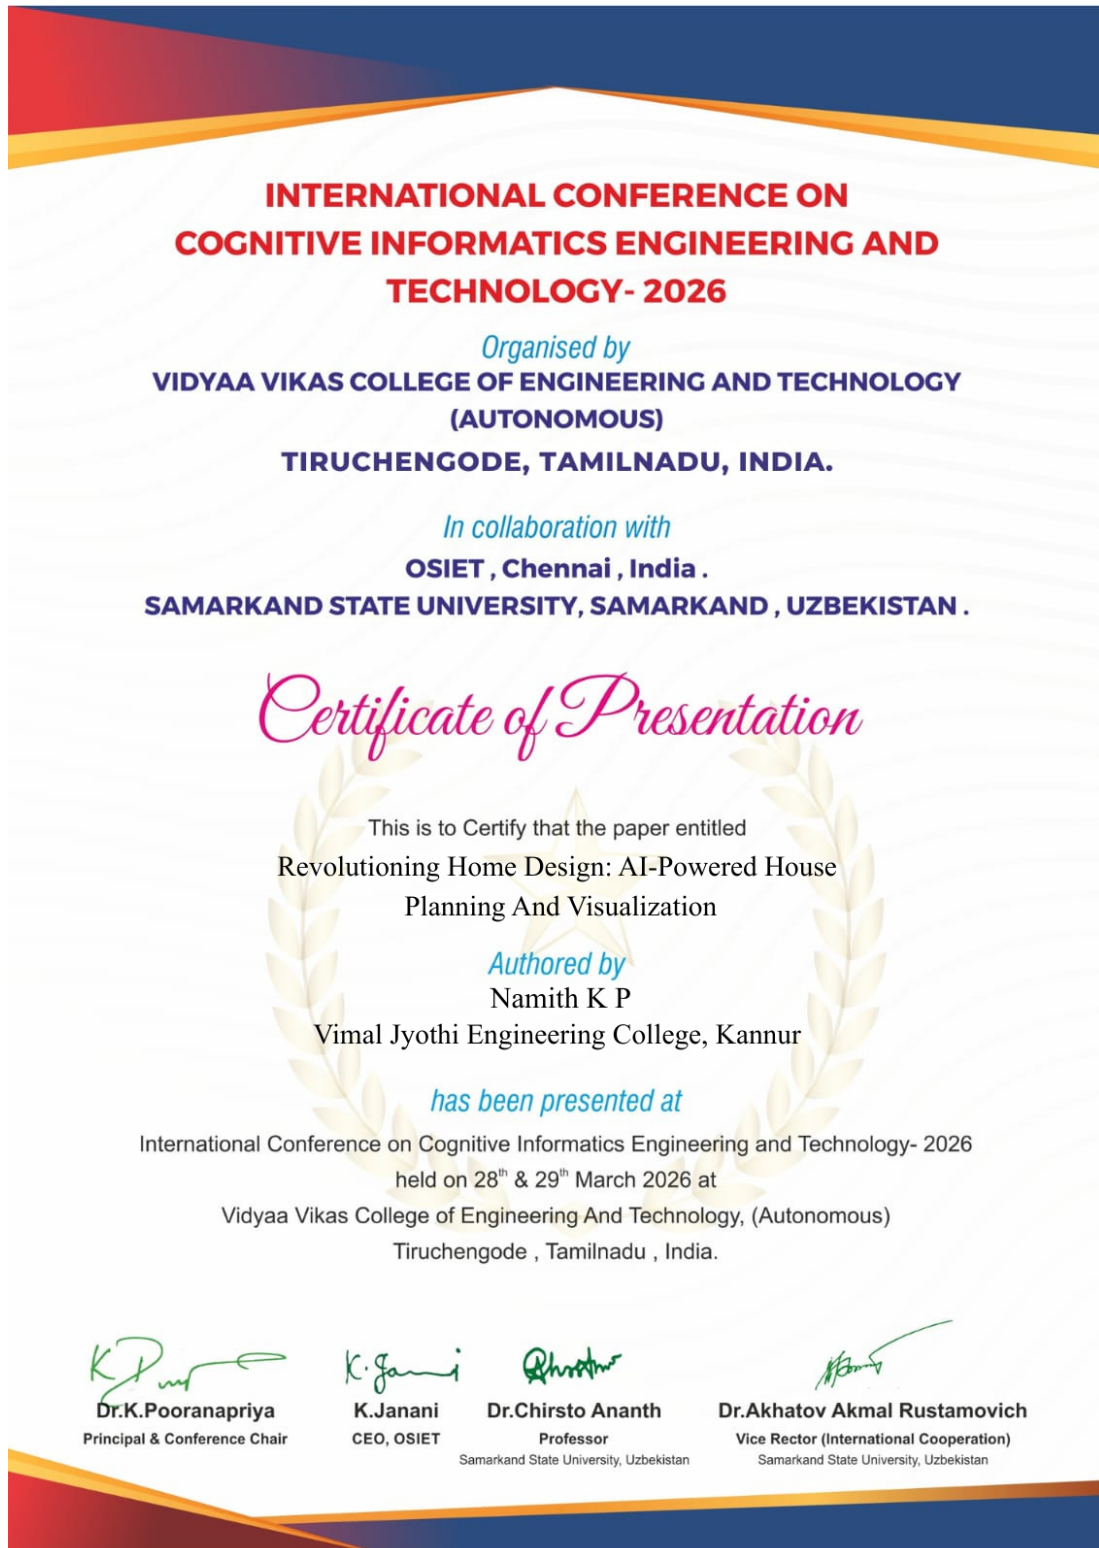 INTERNATIONAL CONFERENCE ON
COGNITIVE INFORMATICS ENGINEERING AND
TECHNOLOGY- 2026
Organised by
VIDYAA VIKAS COLLEGE OF ENGINEERING AND TECHNOLOGY
(AUTONOMOUS)
TIRUCHENGODE, TAMILNADU, INDIA.
In collaboration with
OSIET , Chennai , India .
SAMARKAND STATE UNIVERSITY, SAMARKAND , UZBEKISTAN .
Certificate of Presentation
This is to Certify that the paper entitled
Revolutioning Home Design: AI-Powered House
Planning And Visualization
Authored by
Namith K P
Vimal Jyothi Engineering College, Kannur
has been presented at
International Conference on Cognitive Informatics Engineering and Technology- 2026
held on 28th & 29th March 2026 at
Vidyaa Vikas College of Engineering And Technology, (Autonomous)
Tiruchengode , Tamilnadu , India.
K. Janani
Dr.K.Pooranapriya
Principal & Conference Chair
K.Janani
CEO, OSIET
Dr.Chirsto Ananth
Professor
Samarkand State University, Uzbekistan
Dr.Akhatov Akmal Rustamovich
Vice Rector (International Cooperation)
Samarkand State University, Uzbekistan